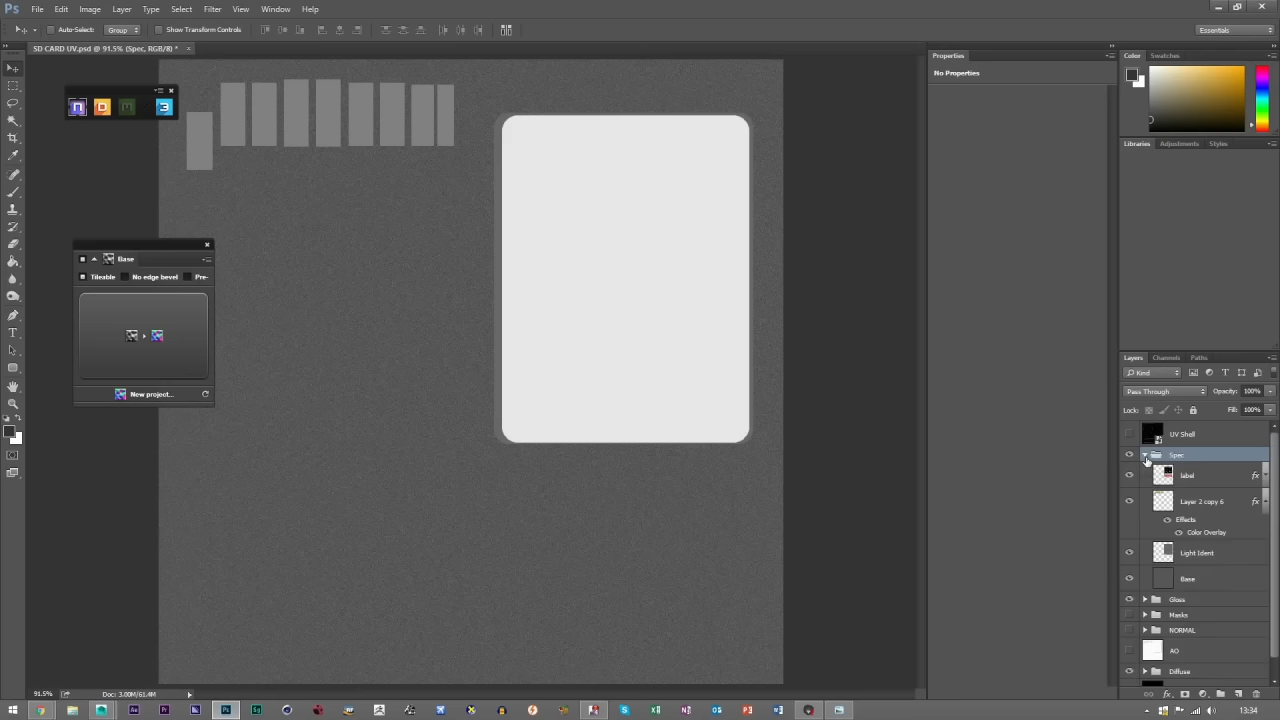 Ps File Edit Image Layer Type Select Filter 3D View Window Help
Auto-Select: Group Show Transform Controls Essentials
SD CARD UV.psd @ 91.5% (Spec, RGB/8) *
Properties
No Properties
Color Swatches
Libraries Adjustments Styles
Base
Tileable No edge bevel Pre-
New project...
Layers Channels Paths
Kind
Pass Through Opacity: 100%
Lock: Fill: 100%
UV Shell
Spec
label fx
Layer 2 copy 6 fx
Effects
Color Overlay
Light Ident
Base
Gloss
Masks
NORMAL
AO
Diffuse
91.5% Doc: 3.00M/61.4M
13:34